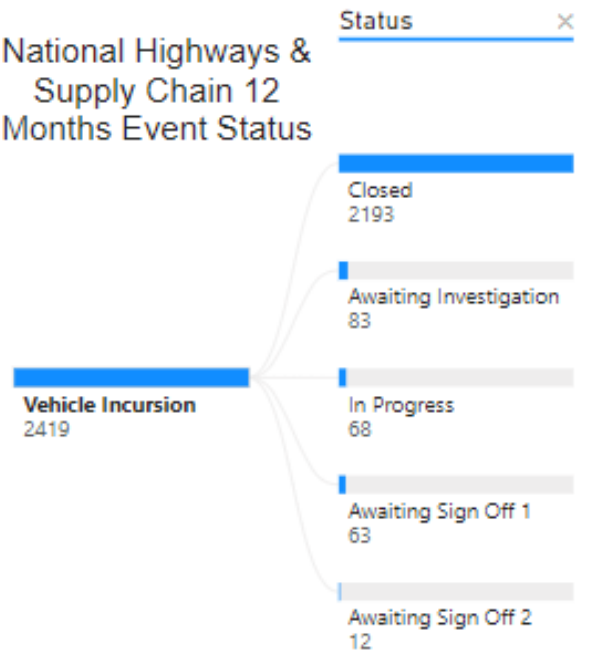 National Highways &
Supply Chain 12
Months Event Status
Status
Closed
2193
Awaiting Investigation
83
Vehicle Incursion
2419
In Progress
68
Awaiting Sign Off 1
63
Awaiting Sign Off 2
12